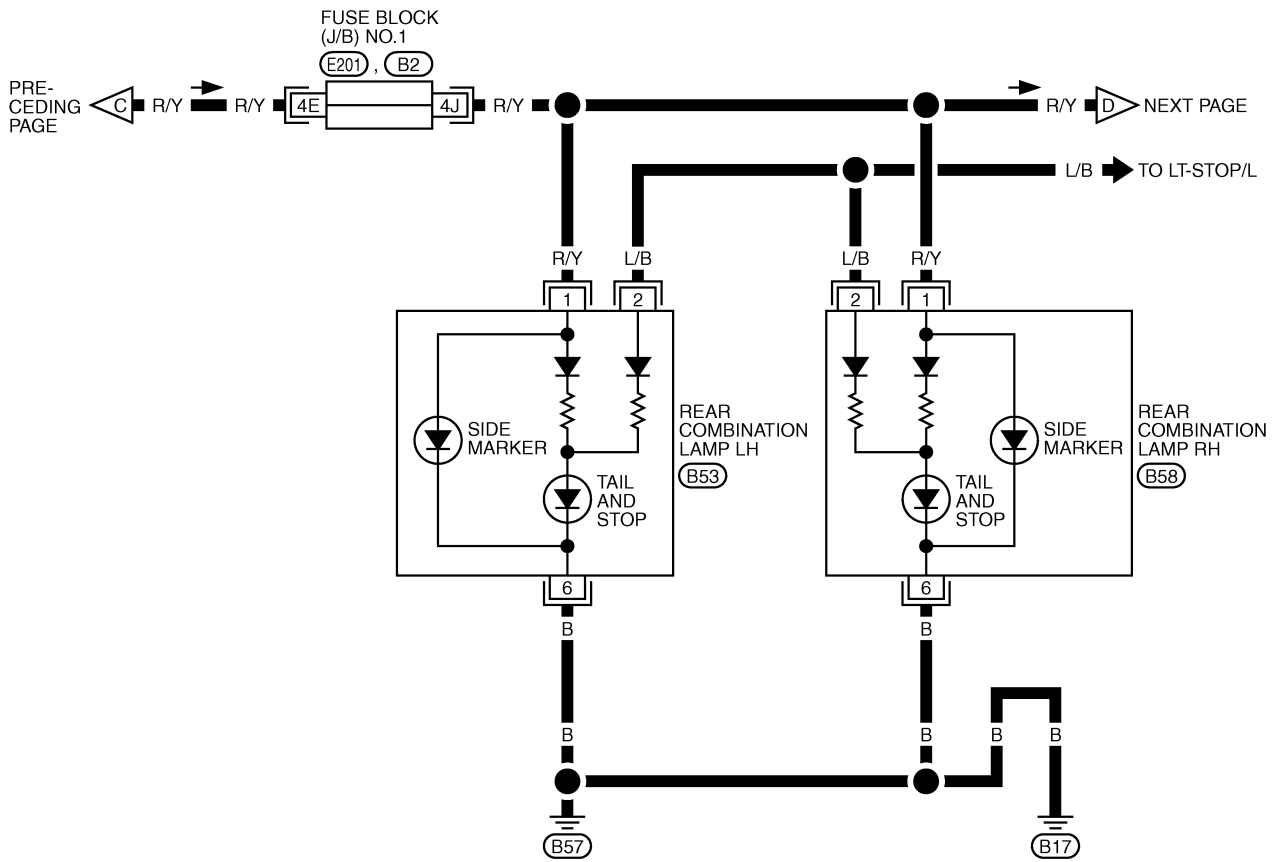 FUSE BLOCK
(J/B) NO.1
E201 , B2
PRE-
CEDING
PAGE
C R/Y R/Y 4E 4J R/Y R/Y D NEXT PAGE
L/B TO LT-STOP/L
R/Y L/B L/B R/Y
1 2 2 1
SIDE
MARKER
REAR
COMBINATION
LAMP LH
B53
TAIL
AND
STOP
SIDE
MARKER
REAR
COMBINATION
LAMP RH
B58
TAIL
AND
STOP
6 6
B B
B B B B
B57 B17